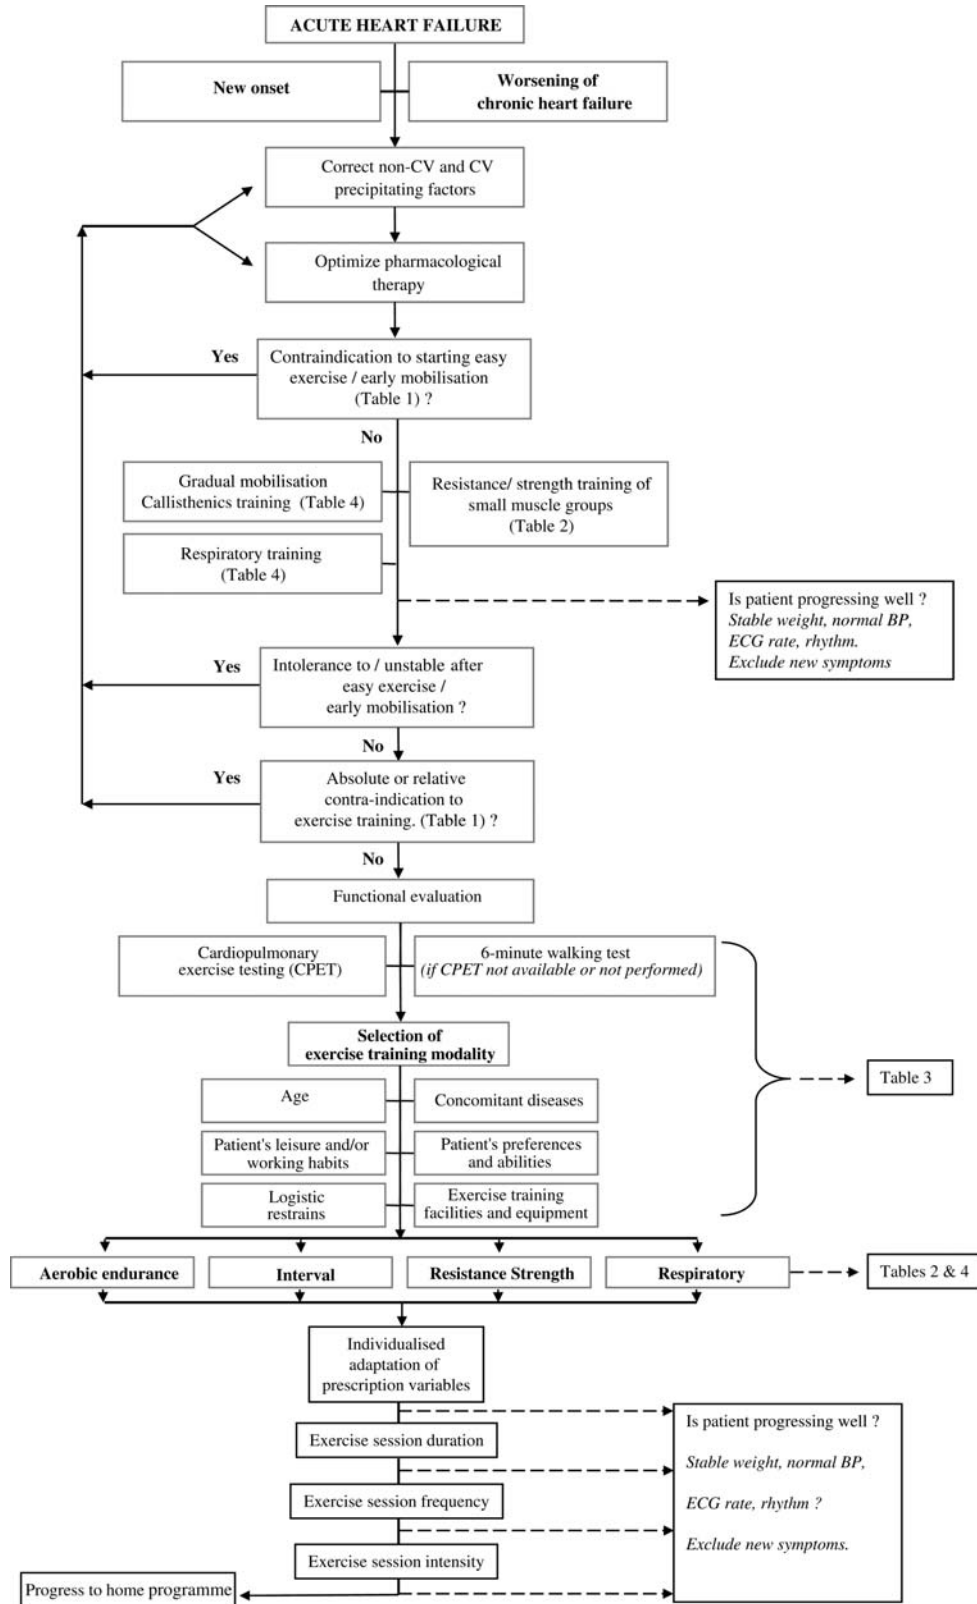 ACUTE HEART FAILURE
New onset
Worsening of
chronic heart failure
Correct non-CV and CV
precipitating factors
Optimize pharmacological
therapy
Yes
Contraindication to starting easy
exercise / early mobilisation
(Table 1) ?
No
Gradual mobilisation
Callisthenics training (Table 4)
Resistance/ strength training of
small muscle groups
(Table 2)
Respiratory training
(Table 4)
Is patient progressing well ?
Stable weight, normal BP,
ECG rate, rhythm.
Exclude new symptoms
Yes
Intolerance to / unstable after
easy exercise /
early mobilisation ?
No
Yes
Absolute or relative
contra-indication to
exercise training. (Table 1) ?
No
Functional evaluation
Cardiopulmonary
exercise testing (CPET)
6-minute walking test
(if CPET not available or not performed)
Selection of
exercise training modality
Table 3
Age
Concomitant diseases
Patient's leisure and/or
working habits
Patient's preferences
and abilities
Logistic
restrains
Exercise training
facilities and equipment
Aerobic endurance
Interval
Resistance Strength
Respiratory
Tables 2 & 4
Individualised
adaptation of
prescription variables
Exercise session duration
Exercise session frequency
Exercise session intensity
Is patient progressing well ?
Stable weight, normal BP,
ECG rate, rhythm ?
Exclude new symptoms.
Progress to home programme